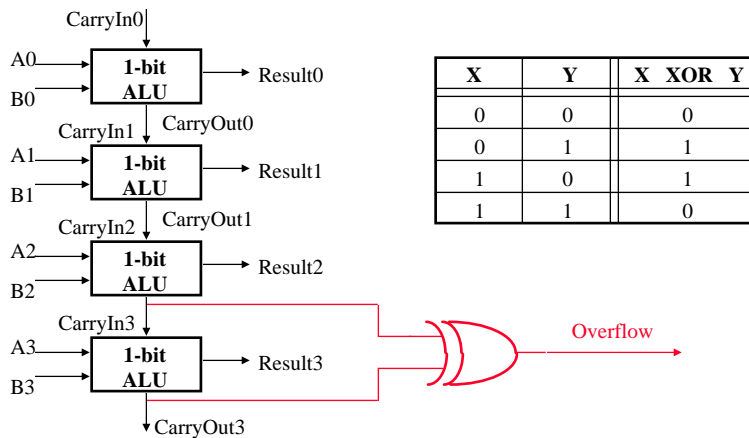 CarryIn0
A0
B0
1-bit
ALU
Result0
CarryIn1
CarryOut0
A1
B1
1-bit
ALU
Result1
CarryIn2
CarryOut1
A2
B2
1-bit
ALU
Result2
CarryIn3
A3
B3
1-bit
ALU
Result3
CarryOut3
Overflow
X Y X XOR Y
0 0 0
0 1 1
1 0 1
1 1 0